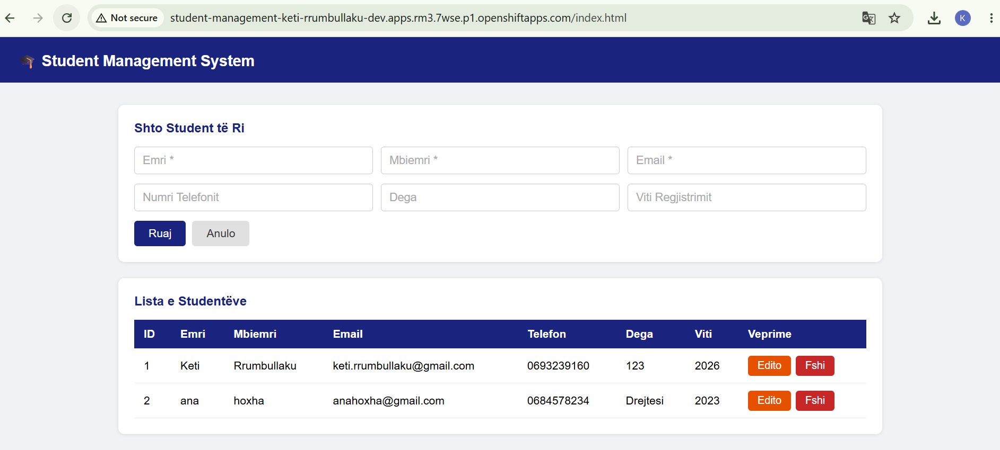 Not secure student-management-keti-rrumbullaku-dev.apps.rm3.7wse.p1.openshiftapps.com/index.html K
Student Management System
Shto Student të Ri
Emri * Mbiemri * Email *
Numri Telefonit Dega Viti Regjistrimit
Ruaj Anulo
Lista e Studentëve
ID Emri Mbiemri Email Telefon Dega Viti Veprime
1 Keti Rrumbullaku keti.rrumbullaku@gmail.com 0693239160 123 2026 Edito Fshi
2 ana hoxha anahoxha@gmail.com 0684578234 Drejtesi 2023 Edito Fshi